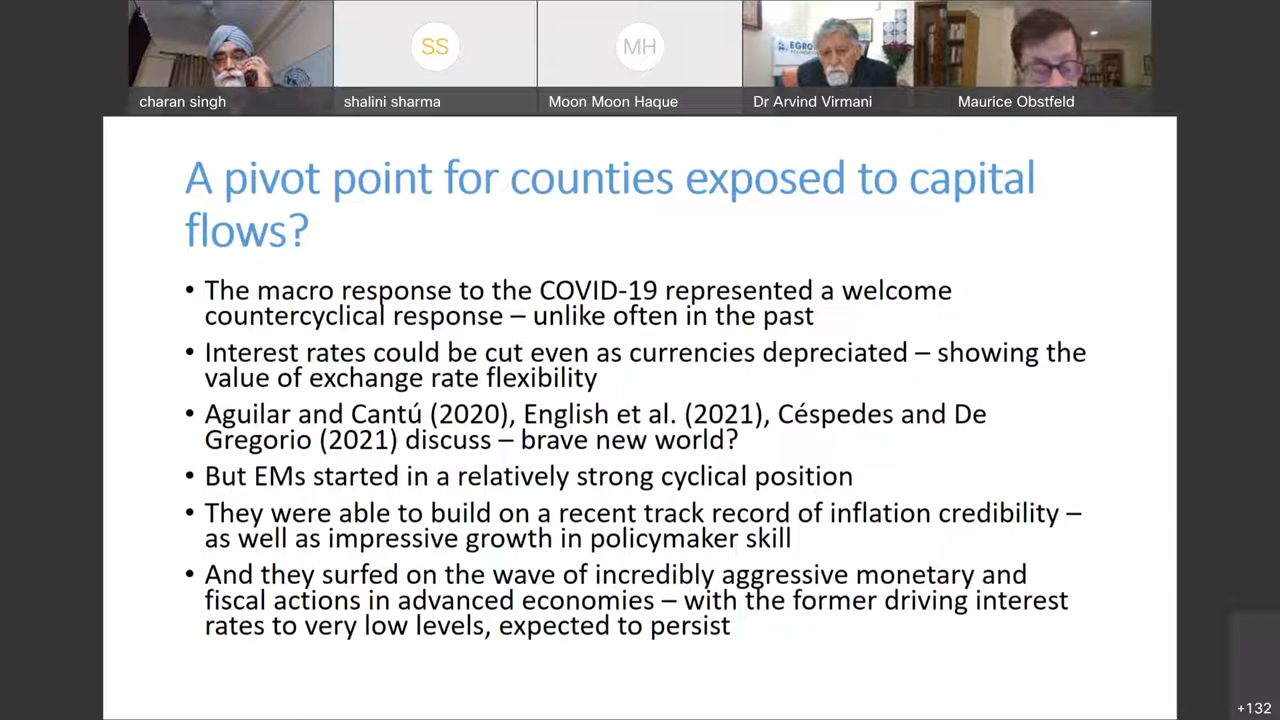 SS
MH
EGRO
charan singh
shalini sharma
Moon Moon Haque
Dr Arvind Virmani
Maurice Obstfeld
A pivot point for counties exposed to capital
flows?
• The macro response to the COVID-19 represented a welcome
countercyclical response – unlike often in the past
• Interest rates could be cut even as currencies depreciated – showing the
value of exchange rate flexibility
• Aguilar and Cantú (2020), English et al. (2021), Céspedes and De
Gregorio (2021) discuss – brave new world?
• But EMs started in a relatively strong cyclical position
• They were able to build on a recent track record of inflation credibility –
as well as impressive growth in policymaker skill
• And they surfed on the wave of incredibly aggressive monetary and
fiscal actions in advanced economies – with the former driving interest
rates to very low levels, expected to persist
+132